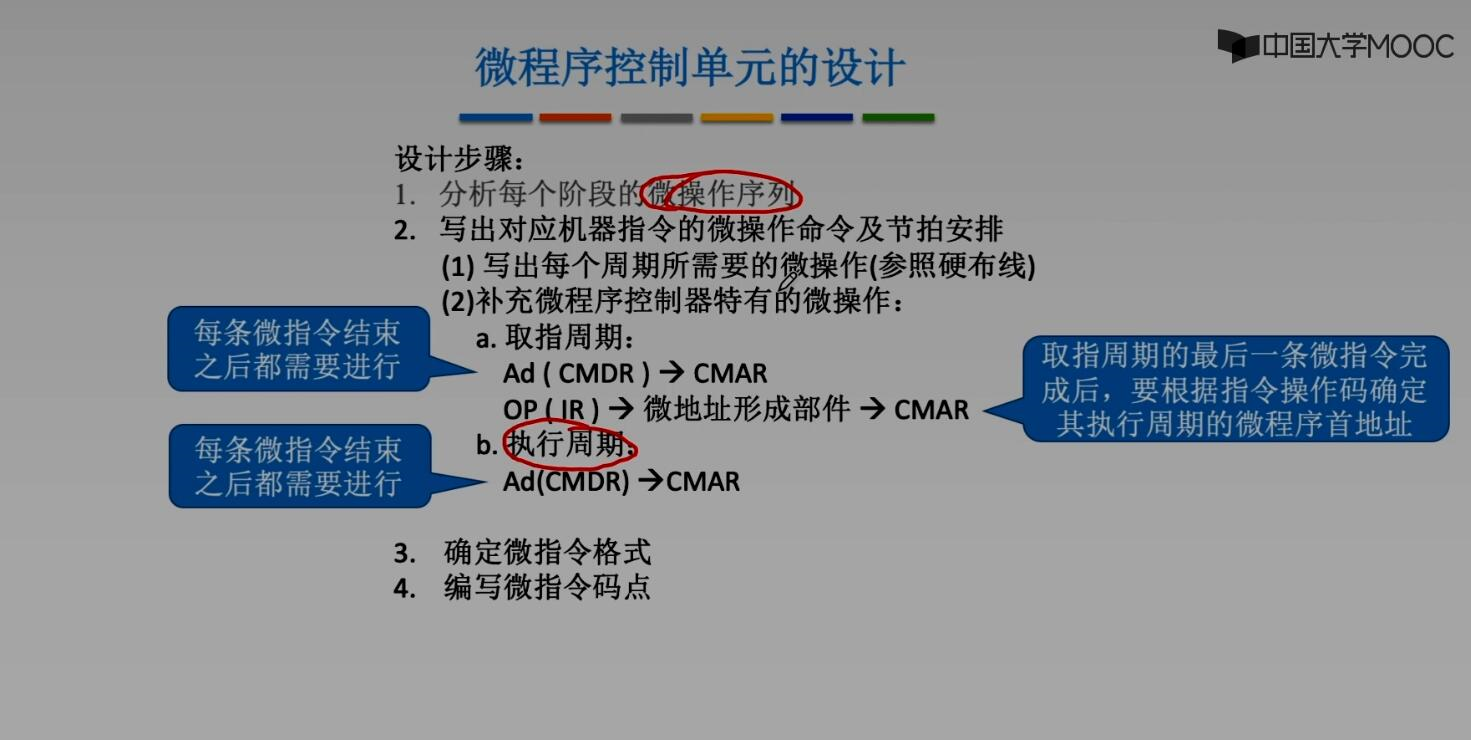 中国大学MOOC
微程序控制单元的设计
设计步骤：
1. 分析每个阶段的微操作序列
2. 写出对应机器指令的微操作命令及节拍安排
(1) 写出每个周期所需要的微操作(参照硬布线)
(2)补充微程序控制器特有的微操作：
a. 取指周期：
每条微指令结束
之后都需要进行
Ad ( CMDR ) → CMAR
OP ( IR ) → 微地址形成部件 → CMAR
取指周期的最后一条微指令完
成后，要根据指令操作码确定
其执行周期的微程序首地址
b. 执行周期：
每条微指令结束
之后都需要进行
Ad(CMDR) →CMAR
3. 确定微指令格式
4. 编写微指令码点